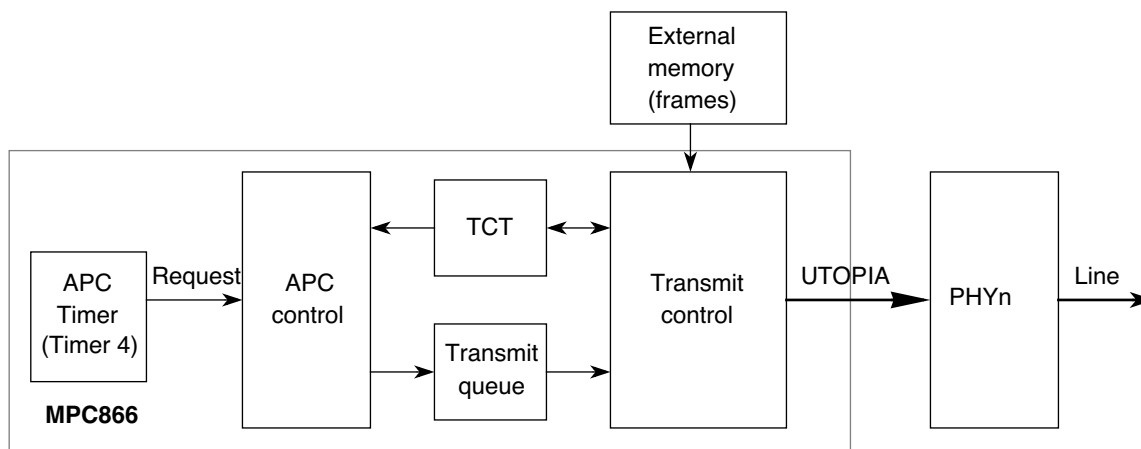 External
memory
(frames)
TCT
APC
Timer
(Timer 4)
Request
APC
control
Transmit
control
UTOPIA
PHYn
Line
Transmit
queue
MPC866